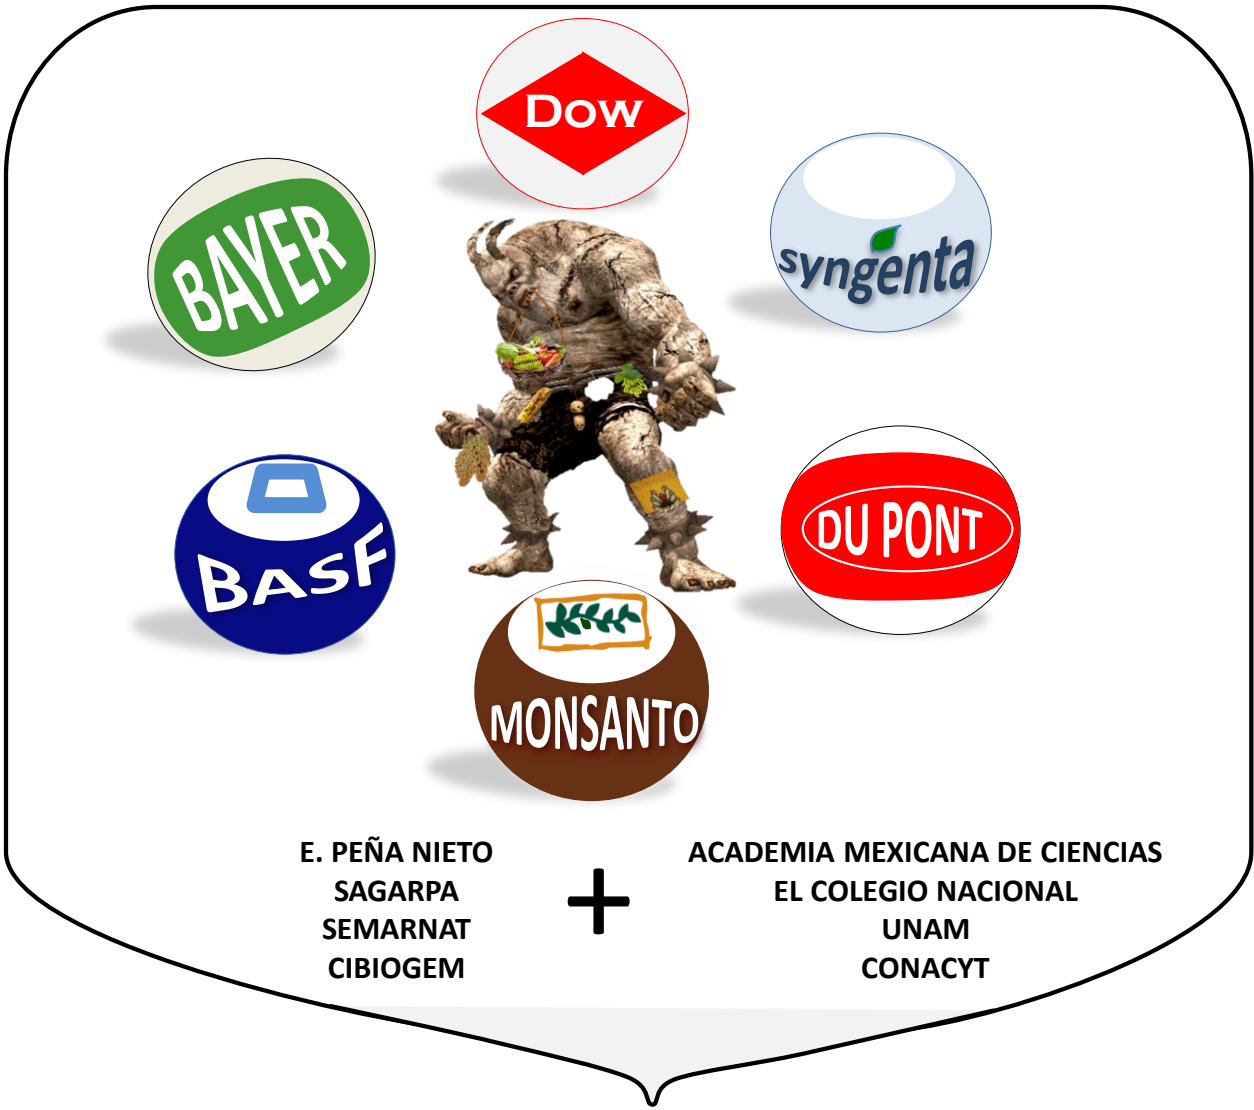 DOW
BAYER
syngenta
BASF
DU PONT
MONSANTO
E. PEÑA NIETO
SAGARPA
SEMARNAT
CIBIOGEM
+
ACADEMIA MEXICANA DE CIENCIAS
EL COLEGIO NACIONAL
UNAM
CONACYT